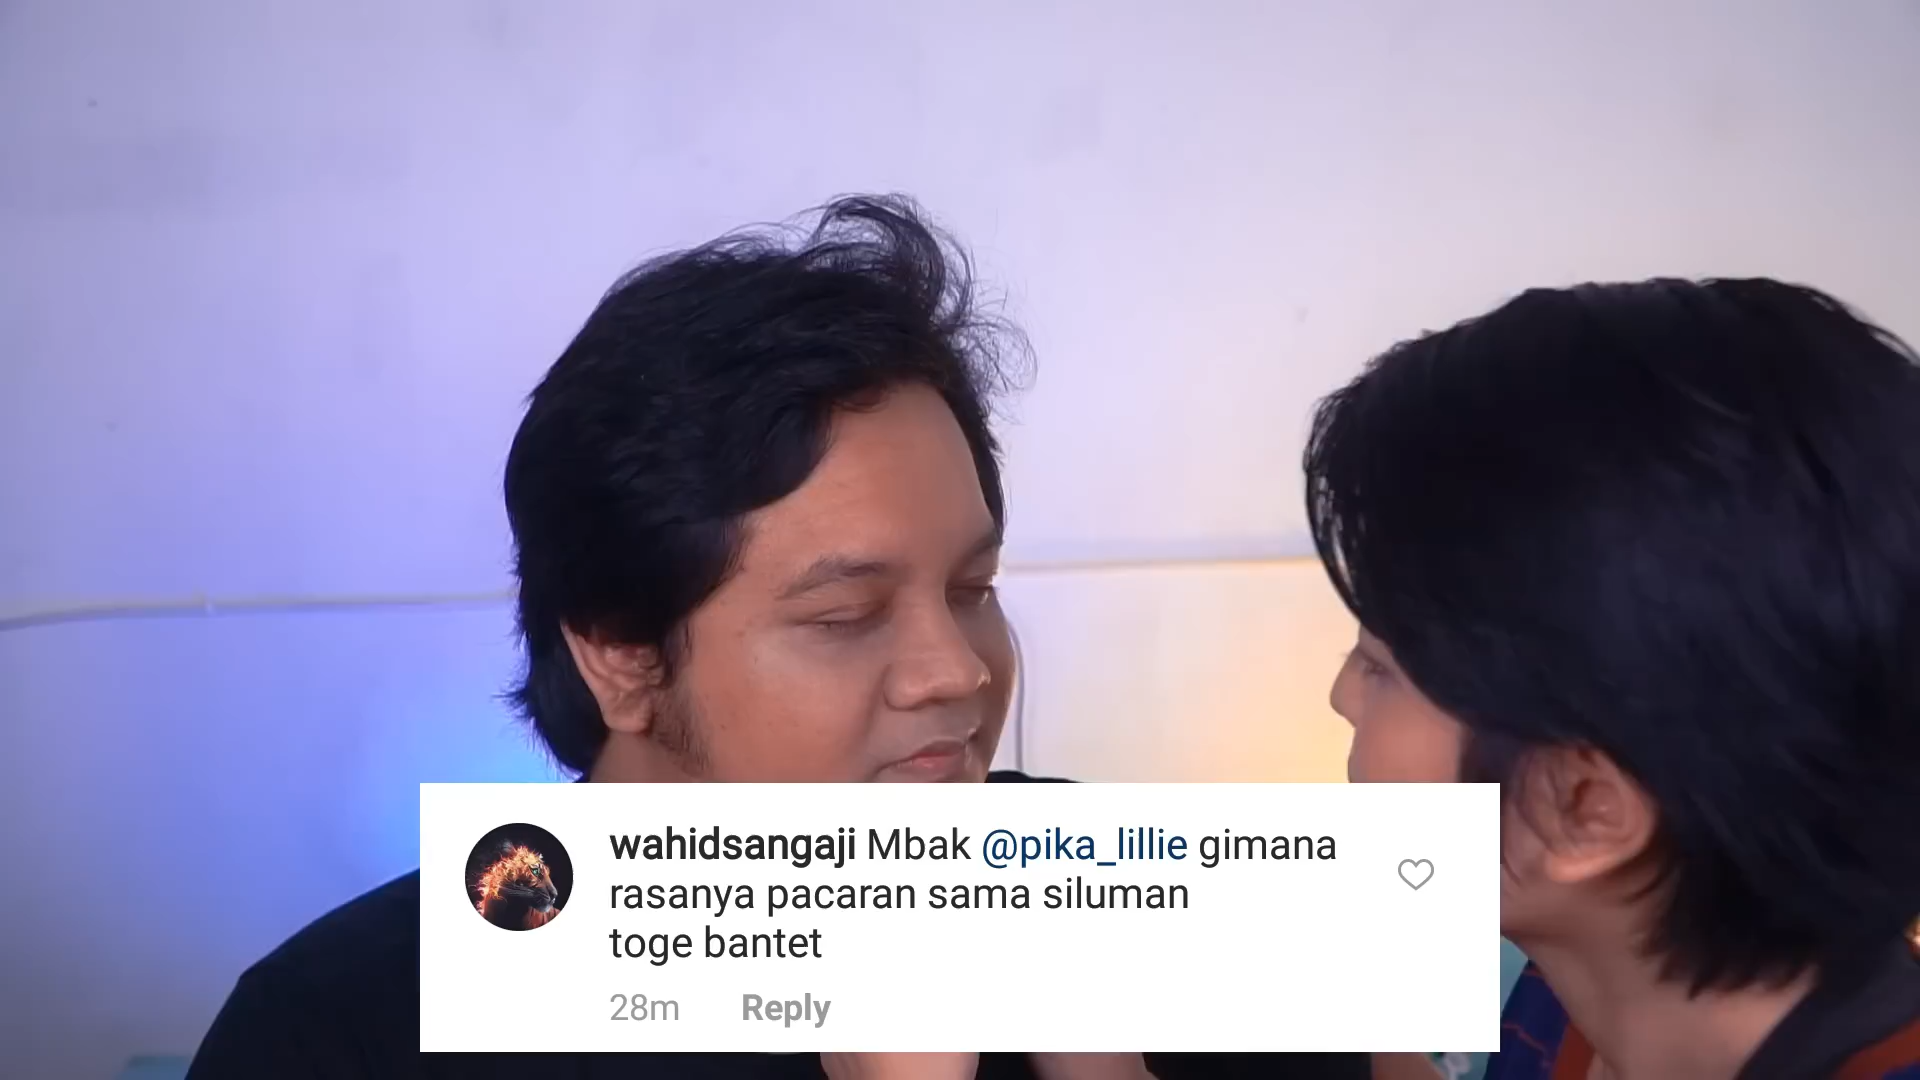 wahidsangaji Mbak @pika_lillie gimana
rasanya pacaran sama siluman
toge bantet
28m Reply